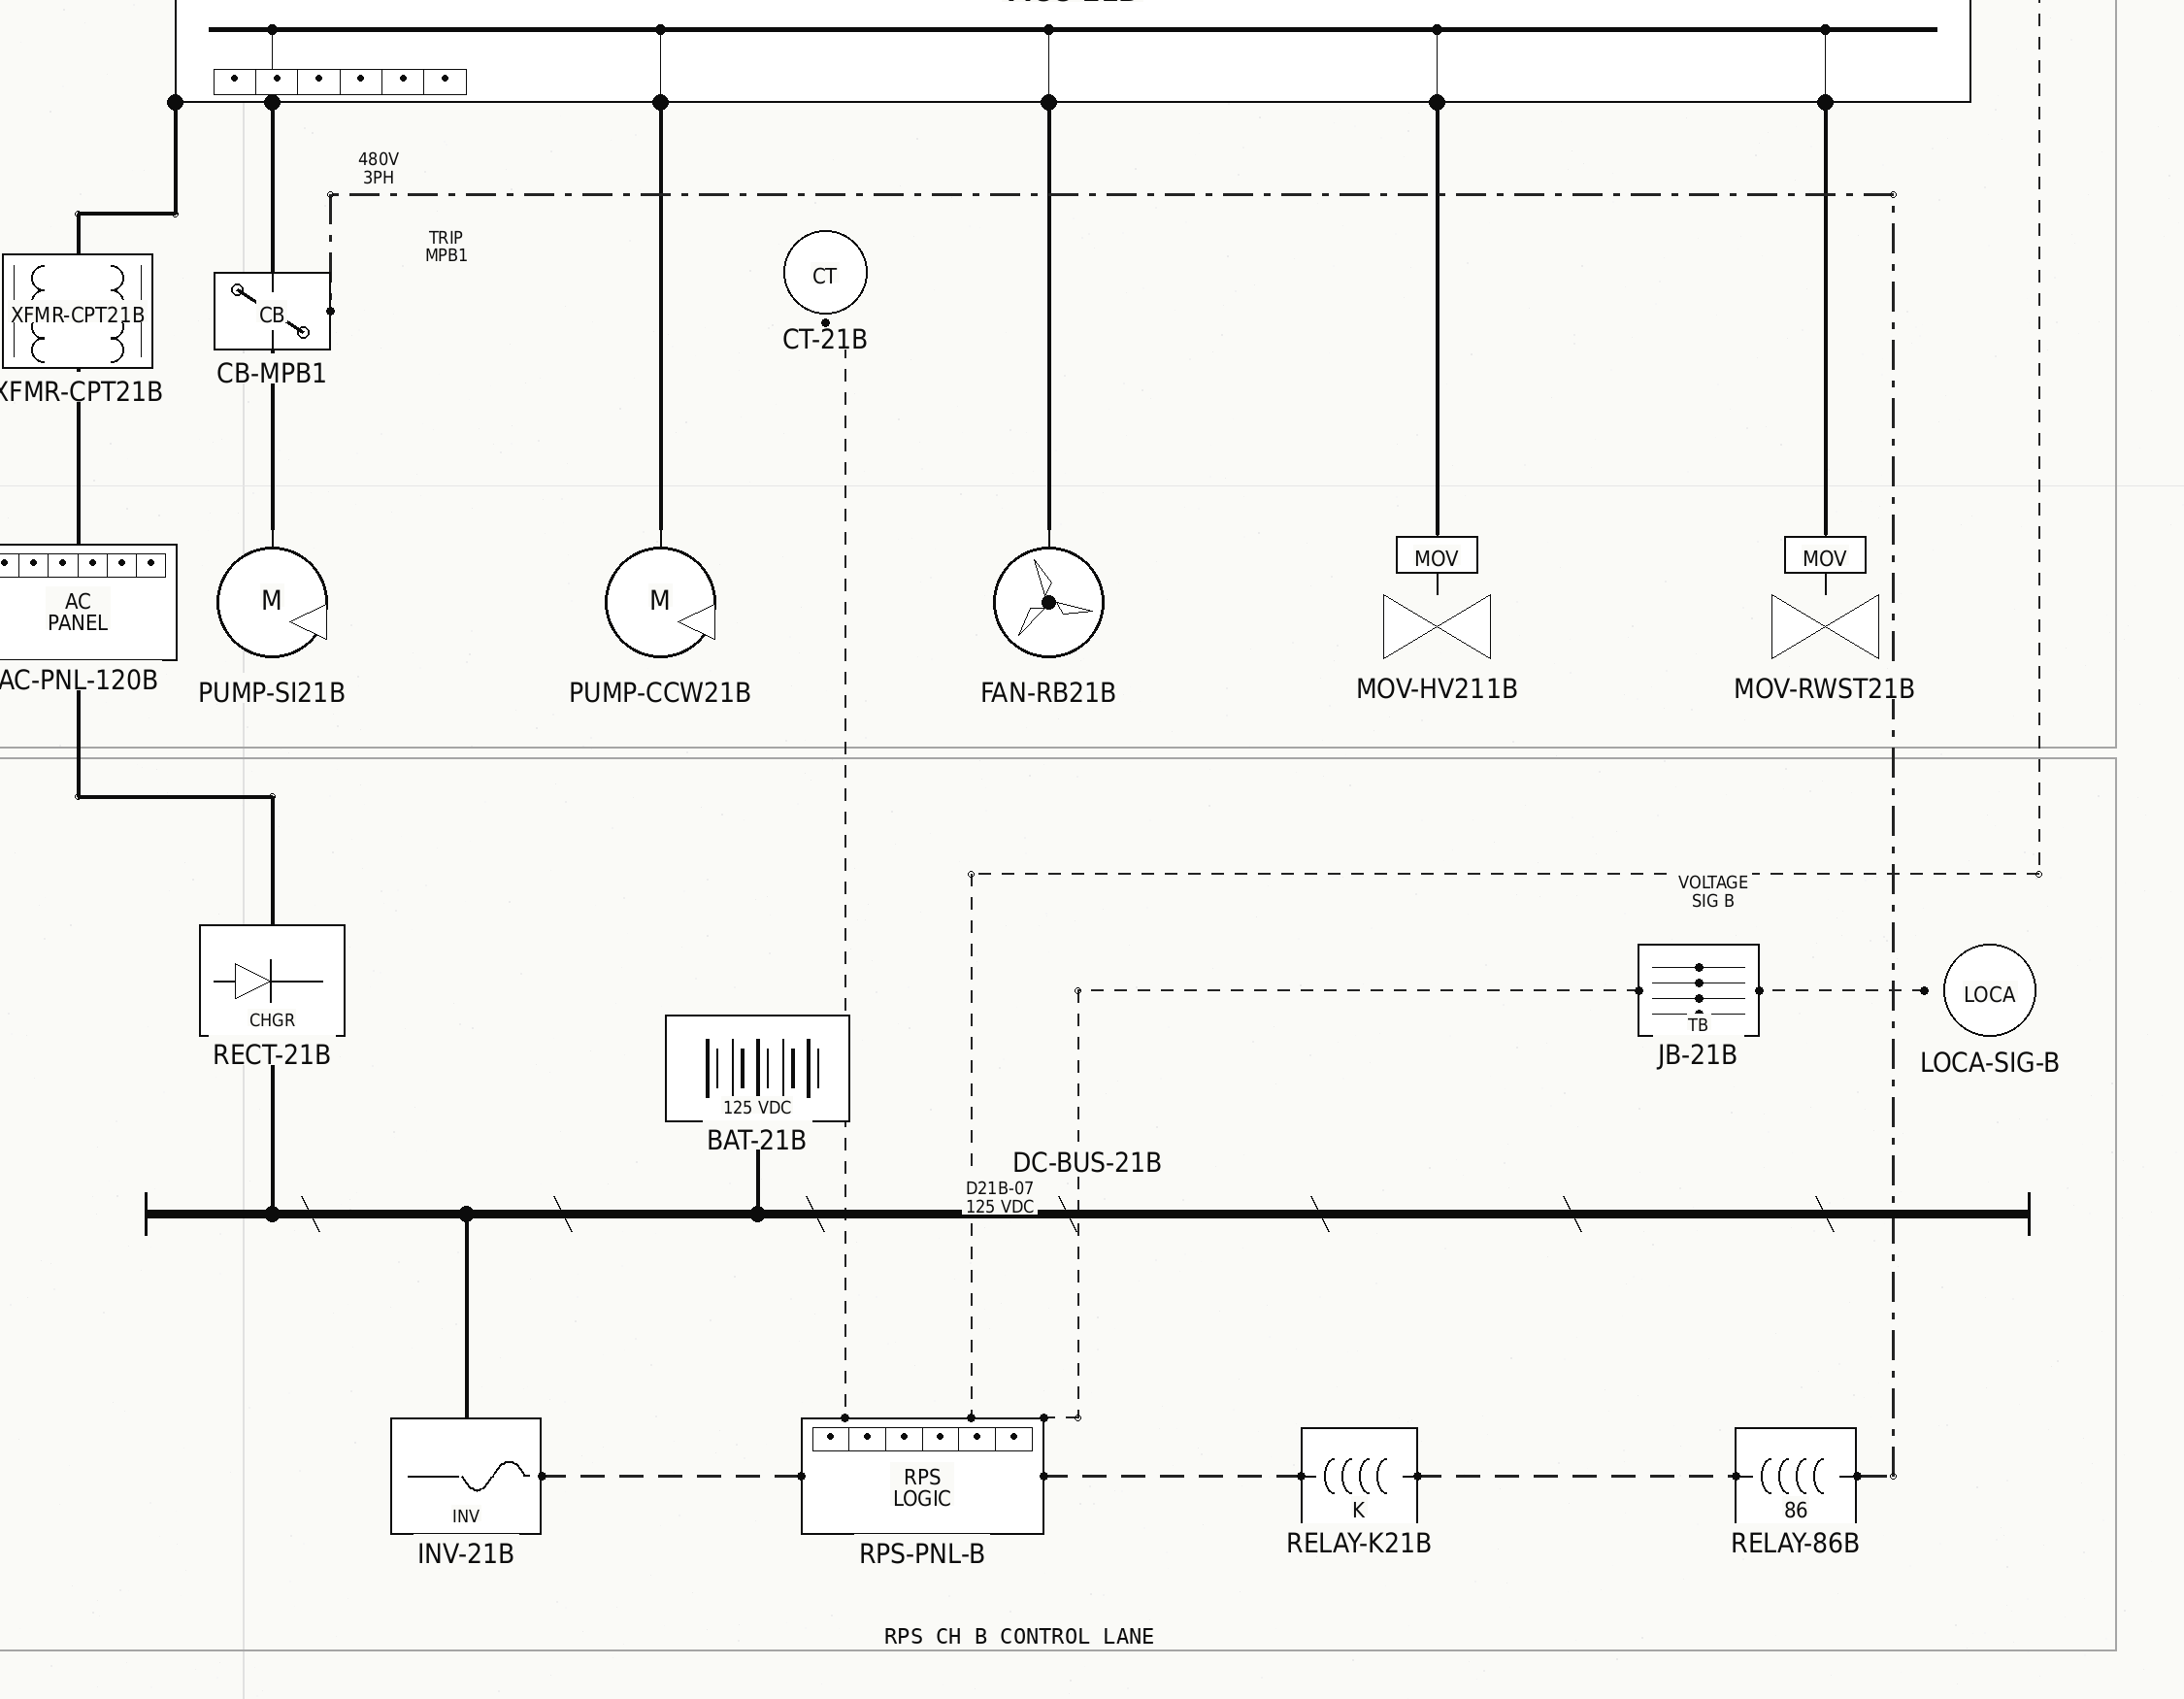 480V
3PH
TRIP
MPB1
CT
CT-21B
XFMR-CPT21B
CB
XFMR-CPT21B
CB-MPB1
MOV
MOV
AC
PANEL
M
M
AC-PNL-120B
PUMP-SI21B
PUMP-CCW21B
FAN-RB21B
MOV-HV211B
MOV-RWST21B
VOLTAGE
SIG B
LOCA
CHGR
TB
RECT-21B
JB-21B
LOCA-SIG-B
125 VDC
BAT-21B
DC-BUS-21B
D21B-07
125 VDC
RPS
LOGIC
INV
K
86
INV-21B
RPS-PNL-B
RELAY-K21B
RELAY-86B
RPS CH B CONTROL LANE